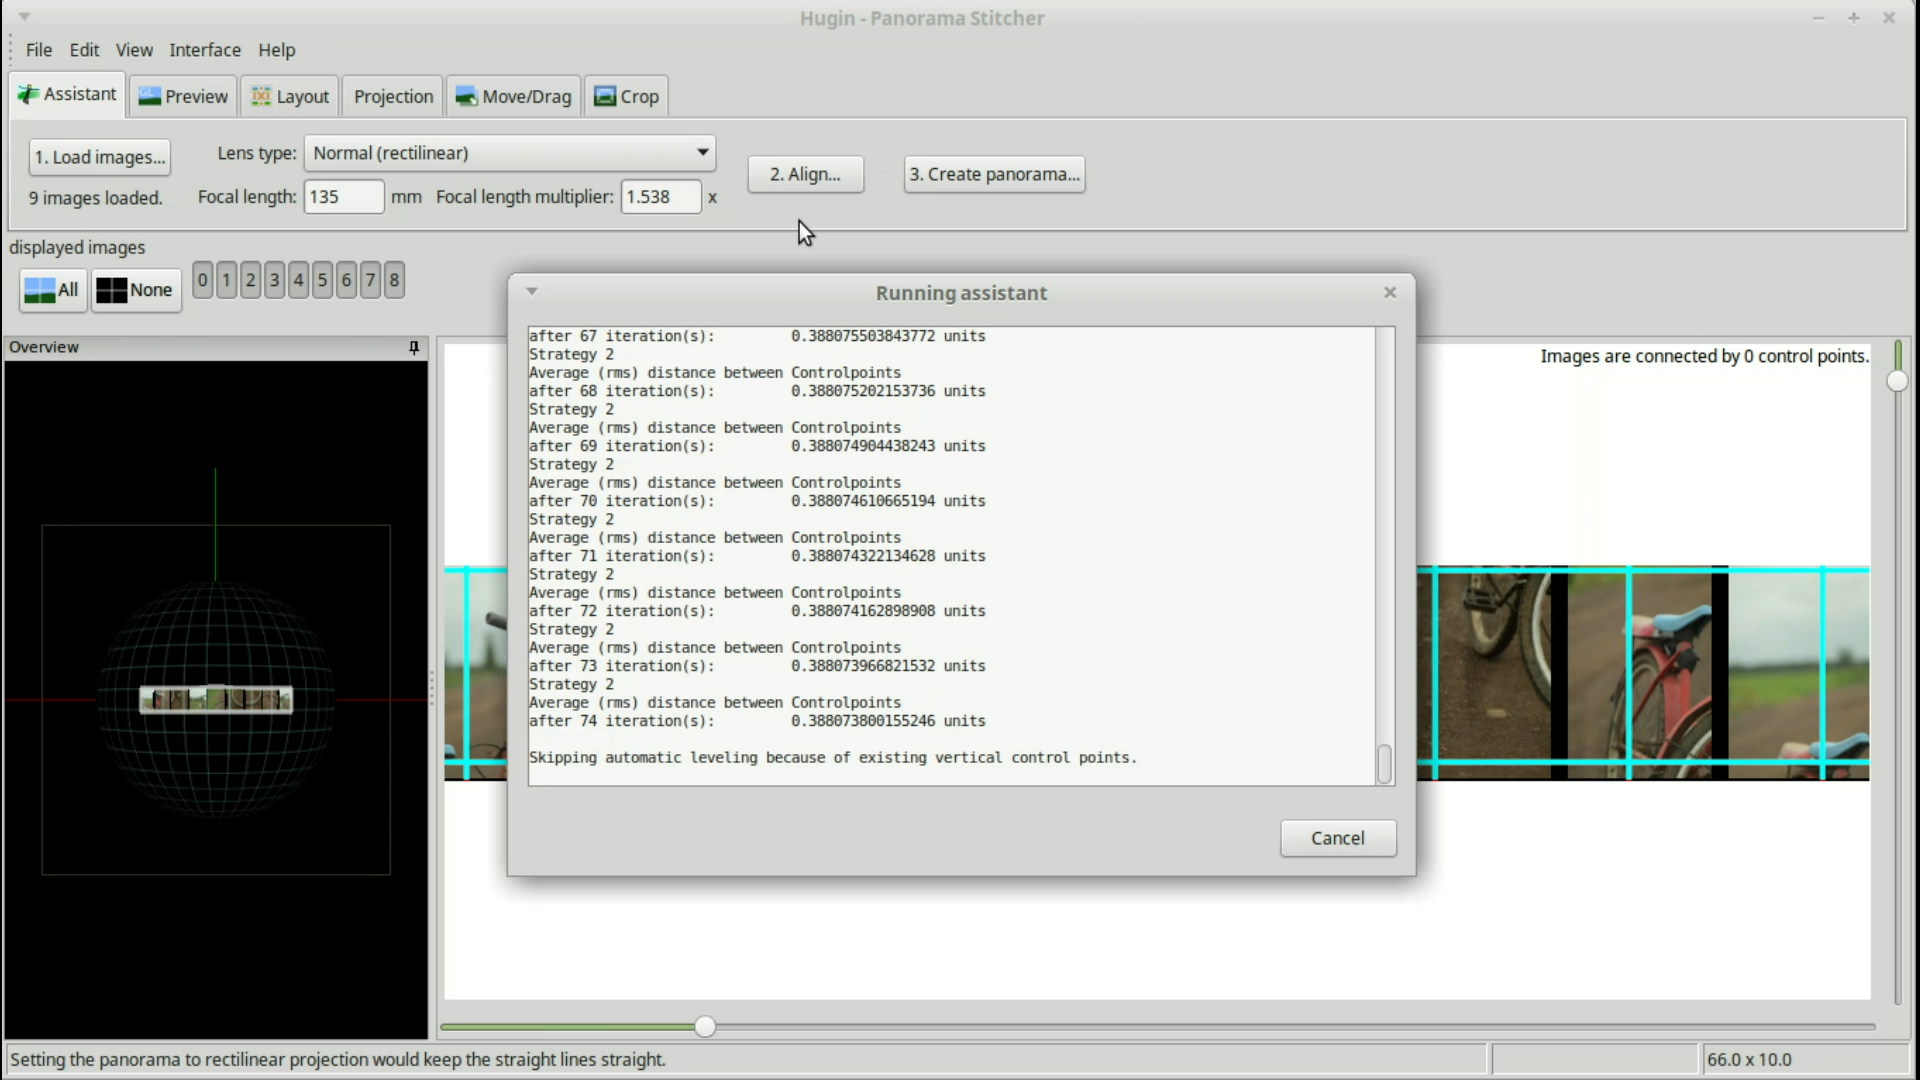 Hugin - Panorama Stitcher
File Edit View Interface Help
Assistant Preview Layout Projection Move/Drag Crop
1. Load images...
Lens type: Normal (rectilinear)
2. Align...
3. Create panorama...
9 images loaded.
Focal length: 135 mm Focal length multiplier: 1.538 x
displayed images
All None 0 1 2 3 4 5 6 7 8
Overview
Images are connected by 0 control points.
Running assistant
after 67 iteration(s): 0.388075503843772 units
Strategy 2
Average (rms) distance between Controlpoints
after 68 iteration(s): 0.388075202153736 units
Strategy 2
Average (rms) distance between Controlpoints
after 69 iteration(s): 0.388074904438243 units
Strategy 2
Average (rms) distance between Controlpoints
after 70 iteration(s): 0.388074610665194 units
Strategy 2
Average (rms) distance between Controlpoints
after 71 iteration(s): 0.388074322134628 units
Strategy 2
Average (rms) distance between Controlpoints
after 72 iteration(s): 0.388074162898908 units
Strategy 2
Average (rms) distance between Controlpoints
after 73 iteration(s): 0.388073966821532 units
Strategy 2
Average (rms) distance between Controlpoints
after 74 iteration(s): 0.388073800155246 units
Skipping automatic leveling because of existing vertical control points.
Cancel
Setting the panorama to rectilinear projection would keep the straight lines straight.
66.0 x 10.0